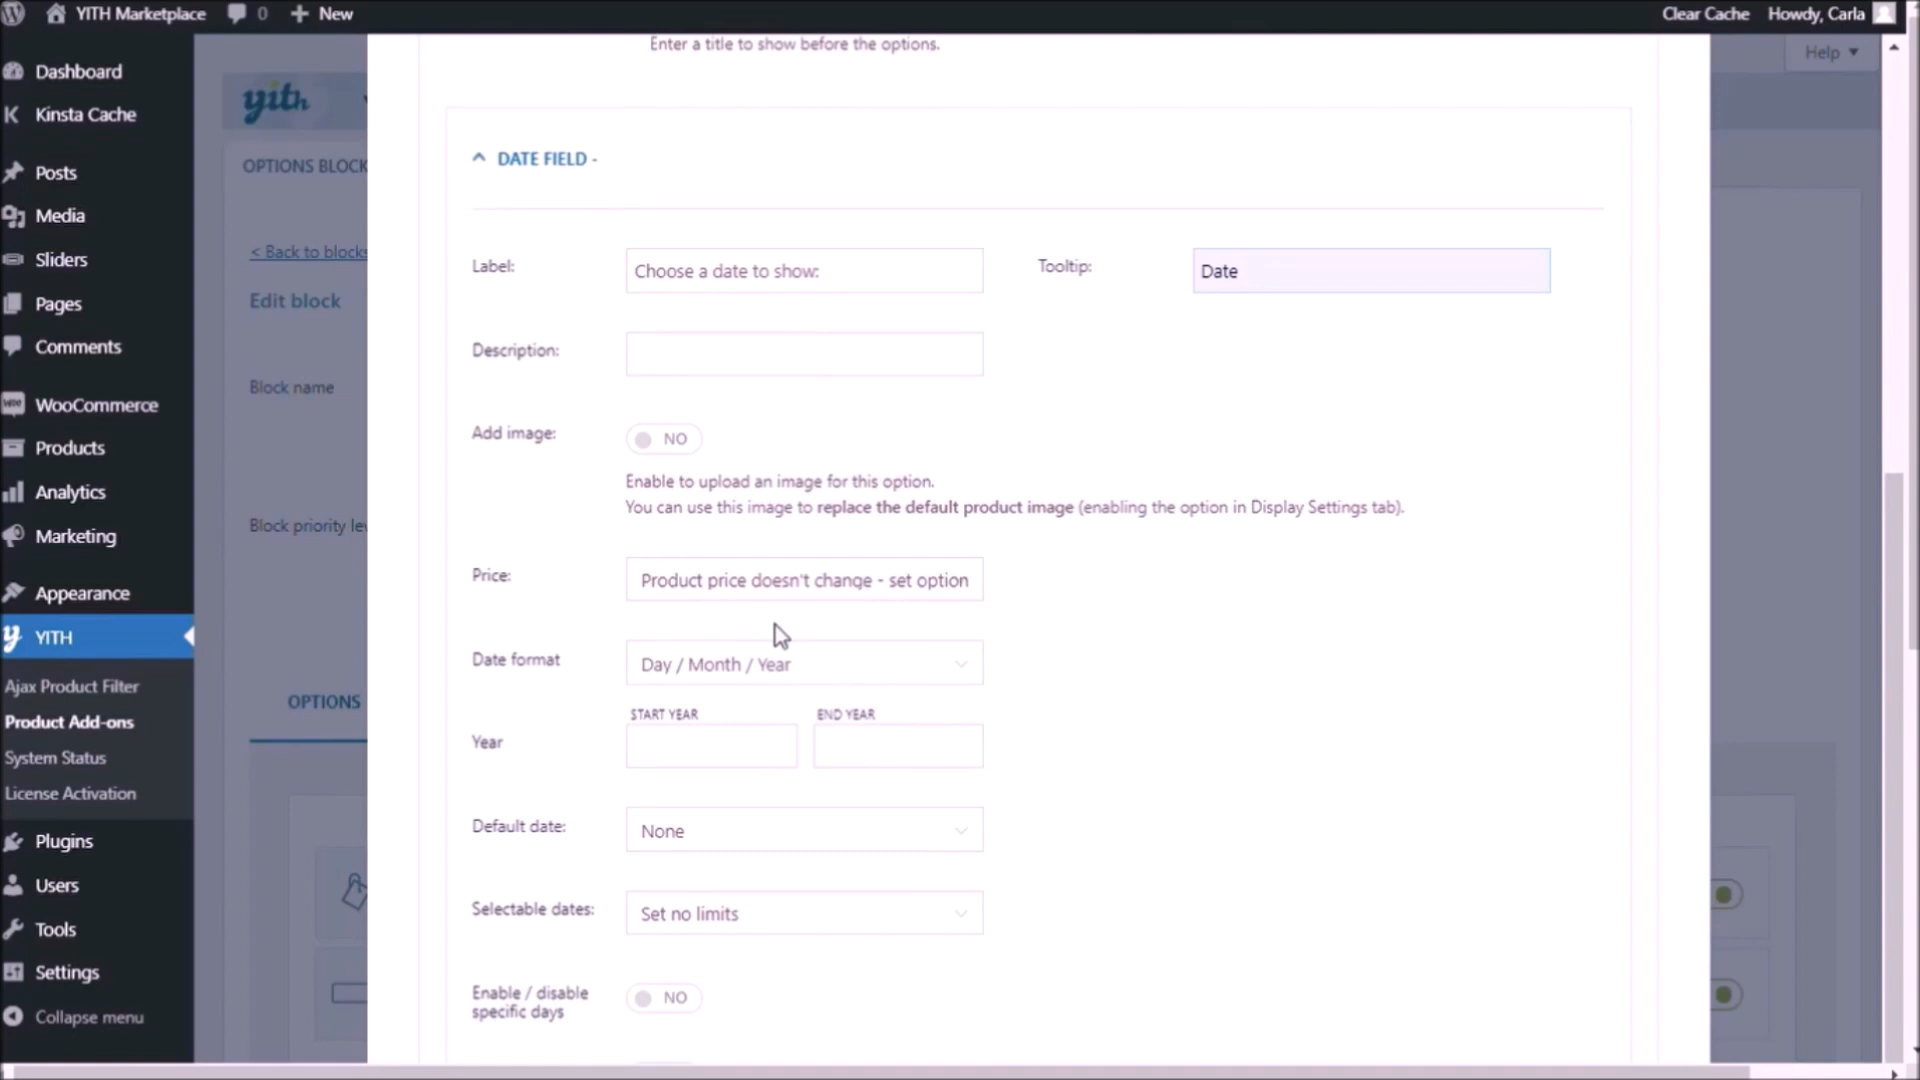 YITH Marketplace
0
New
Clear Cache
Howdy, Carla
Dashboard
Kinsta Cache
Posts
Media
Sliders
Pages
Comments
WooCommerce
Products
Analytics
Marketing
Appearance
YITH
Ajax Product Filter
Product Add-ons
System Status
License Activation
Plugins
Users
Tools
Settings
Collapse menu
Help
yith
OPTIONS BLOCK
< Back to blocks
Edit block
Block name
Block priority lev
OPTIONS
Enter a title to show before the options.
DATE FIELD -
Label:
Choose a date to show:
Tooltip:
Date
Description:
Add image:
NO
Enable to upload an image for this option.
You can use this image to replace the default product image (enabling the option in Display Settings tab).
Price:
Product price doesn't change - set option
Date format
Day / Month / Year
START YEAR
END YEAR
Year
Default date:
None
Selectable dates:
Set no limits
Enable / disable
specific days
NO